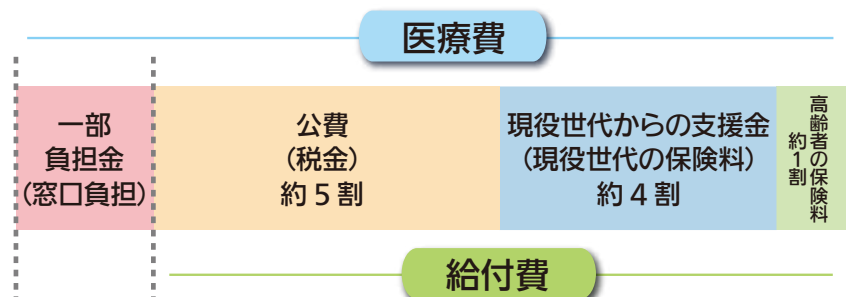 医療費
一部
負担金
(窓口負担)
公費
(税金)
約5割
現役世代からの支援金
(現役世代の保険料)
約4割
高齢者の保険料
約1割
給付費